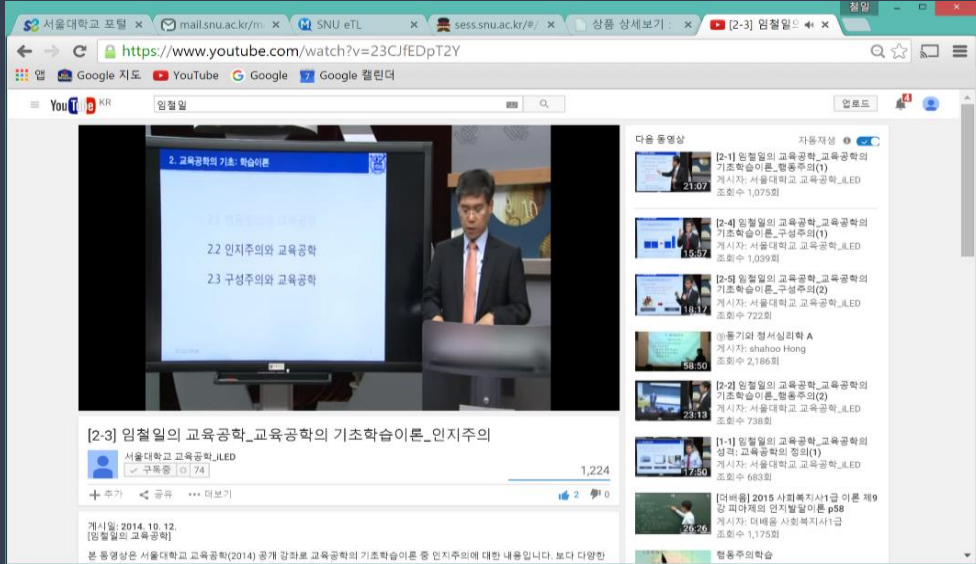 철일
서울대학교 포털
mail.snu.ac.kr/m
SNU eTL
sess.snu.ac.kr/#/
상품 상세보기 :
[2-3] 임철일으
https://www.youtube.com/watch?v=23CJfEDpT2Y
앱 Google 지도 YouTube Google 7 Google 캘린더
YouTube KR
임철일
업로드
4
2. 교육공학의 기초: 학습이론
2.2 인지주의와 교육공학
2.3 구성주의와 교육공학
[2-3] 임철일의 교육공학_교육공학의 기초학습이론_인지주의
서울대학교 교육공학_iLED
구독중 74
1,224
추가 공유 더보기
2 0
게시일: 2014. 10. 12.
[임철일의 교육공학]
본 동영상은 서울대학교 교육공학(2014) 공개 강좌로 교육공학의 기초학습이론 중 인지주의에 대한 내용입니다. 보다 다양한
다음 동영상
자동재생
21:07
[2-1] 임철일의 교육공학_교육공학의
기초학습이론_행동주의(1)
게시자: 서울대학교 교육공학_iLED
조회수 1,075회
15:57
[2-4] 임철일의 교육공학_교육공학의
기초학습이론_구성주의(1)
게시자: 서울대학교 교육공학_iLED
조회수 1,039회
18:17
[2-5] 임철일의 교육공학_교육공학의
기초학습이론_구성주의(2)
게시자: 서울대학교 교육공학_iLED
조회수 722회
58:50
⑨동기와 정서심리학 A
게시자: shahoo Hong
조회수 2,186회
23:13
[2-2] 임철일의 교육공학_교육공학의
기초학습이론_행동주의(2)
게시자: 서울대학교 교육공학_iLED
조회수 738회
17:50
[1-1] 임철일의 교육공학_교육공학의
성격: 교육공학의 정의(1)
게시자: 서울대학교 교육공학_iLED
조회수 683회
26:26
[더배움] 2015 사회복지사1급 이론 제9
강 피아제의 인지발달이론 p58
게시자: 더배움 사회복지사1급
조회수 1,175회
행동주의학습